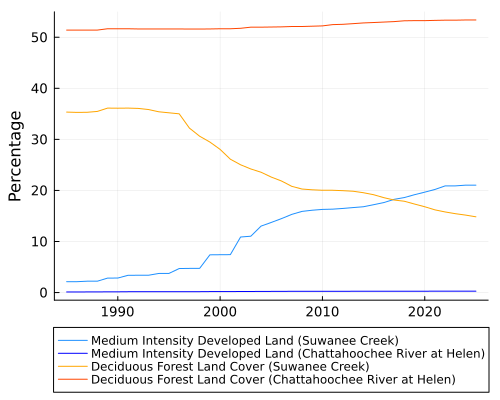 Percentage
50
40
30
20
10
0
1990 2000 2010 2020
Medium Intensity Developed Land (Suwanee Creek)
Medium Intensity Developed Land (Chattahoochee River at Helen)
Deciduous Forest Land Cover (Suwanee Creek)
Deciduous Forest Land Cover (Chattahoochee River at Helen)